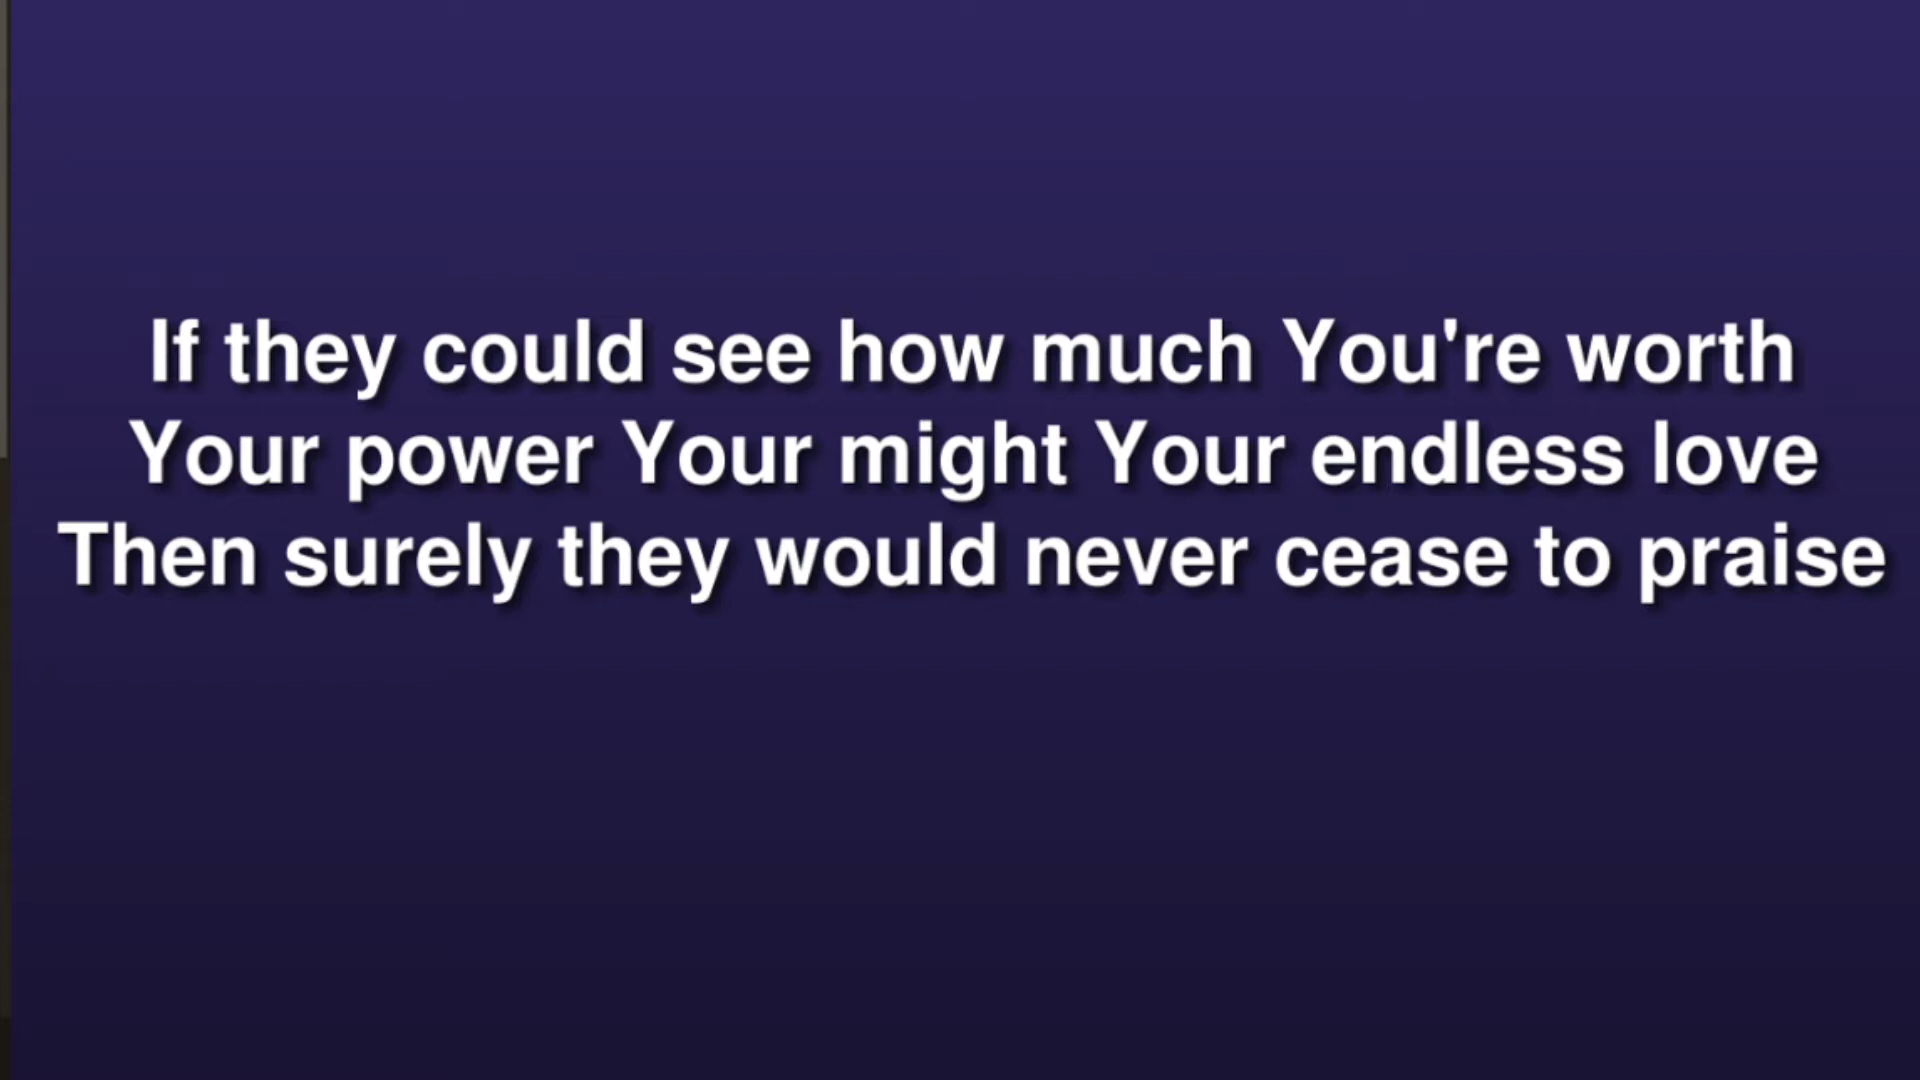 If they could see how much You're worth
Your power Your might Your endless love
Then surely they would never cease to praise